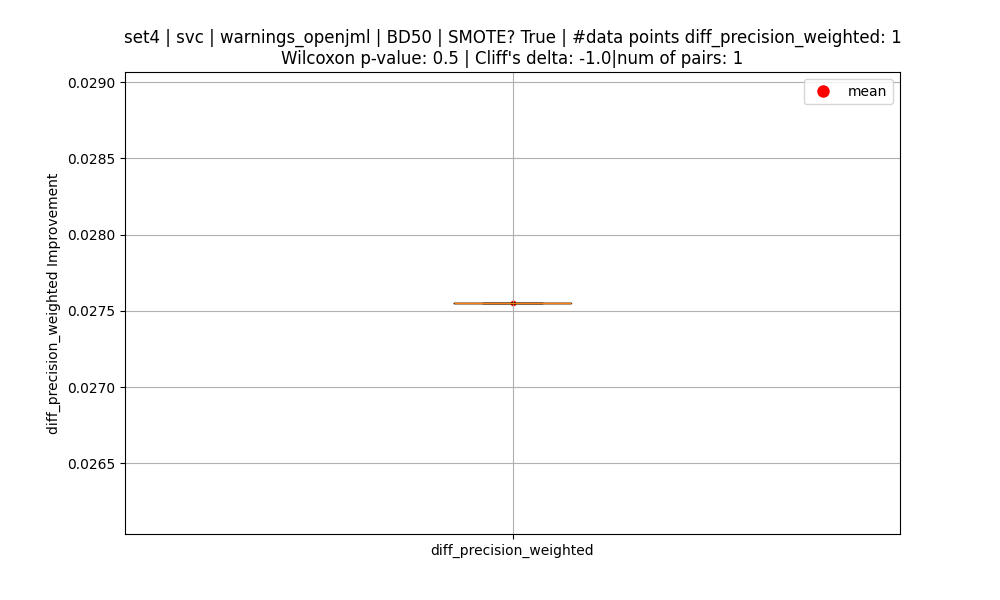 set4 | svc | warnings_openjml | BD50 | SMOTE? True | #data points diff_precision_weighted: 1
Wilcoxon p-value: 0.5 | Cliff's delta: -1.0|num of pairs: 1
mean
diff_precision_weighted Improvement
0.0290
0.0285
0.0280
0.0275
0.0270
0.0265
diff_precision_weighted